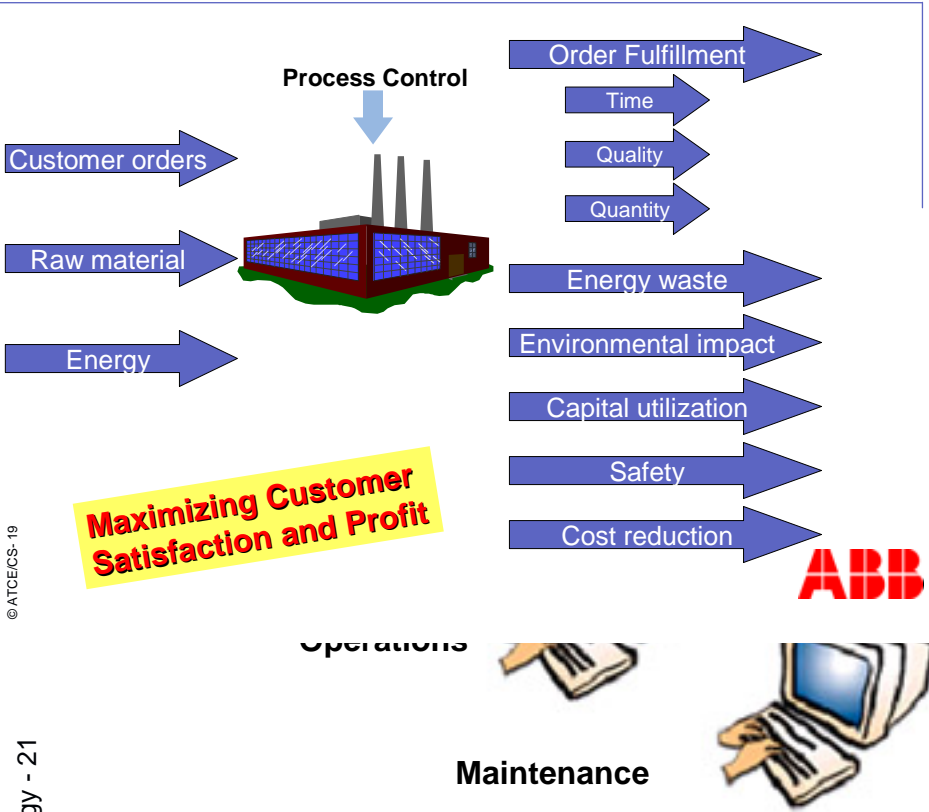 Process Control
Customer orders
Raw material
Energy
Order Fulfillment
Time
Quality
Quantity
Energy waste
Environmental impact
Capital utilization
Safety
Cost reduction
Maximizing Customer
Satisfaction and Profit
© ATCE/CS- 19
ABB
Operations
Maintenance
gy - 21